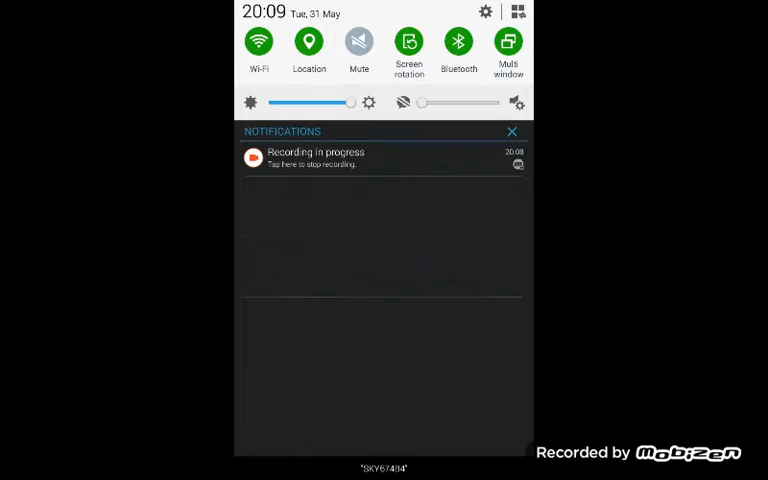 20:09 Tue, 31 May
Wi-Fi
Location
Mute
Screen rotation
Bluetooth
Multi window
NOTIFICATIONS
Recording in progress
20:08
Tap here to stop recording.
Recorded by Mobizen
"SKY674B4"